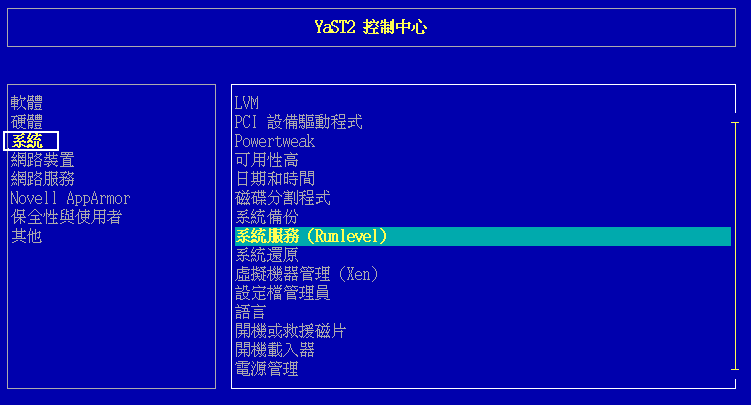 YaST2 控制中心
軟體
硬體
系統
網路裝置
網路服務
Novell AppArmor
保全性與使用者
其他
LVM
PCI 設備驅動程式
Powertweak
可用性高
日期和時間
磁碟分割程式
系統備份
系統服務 (Runlevel)
系統還原
虛擬機器管理 (Xen)
設定檔管理員
語言
開機或救援磁片
開機載入器
電源管理